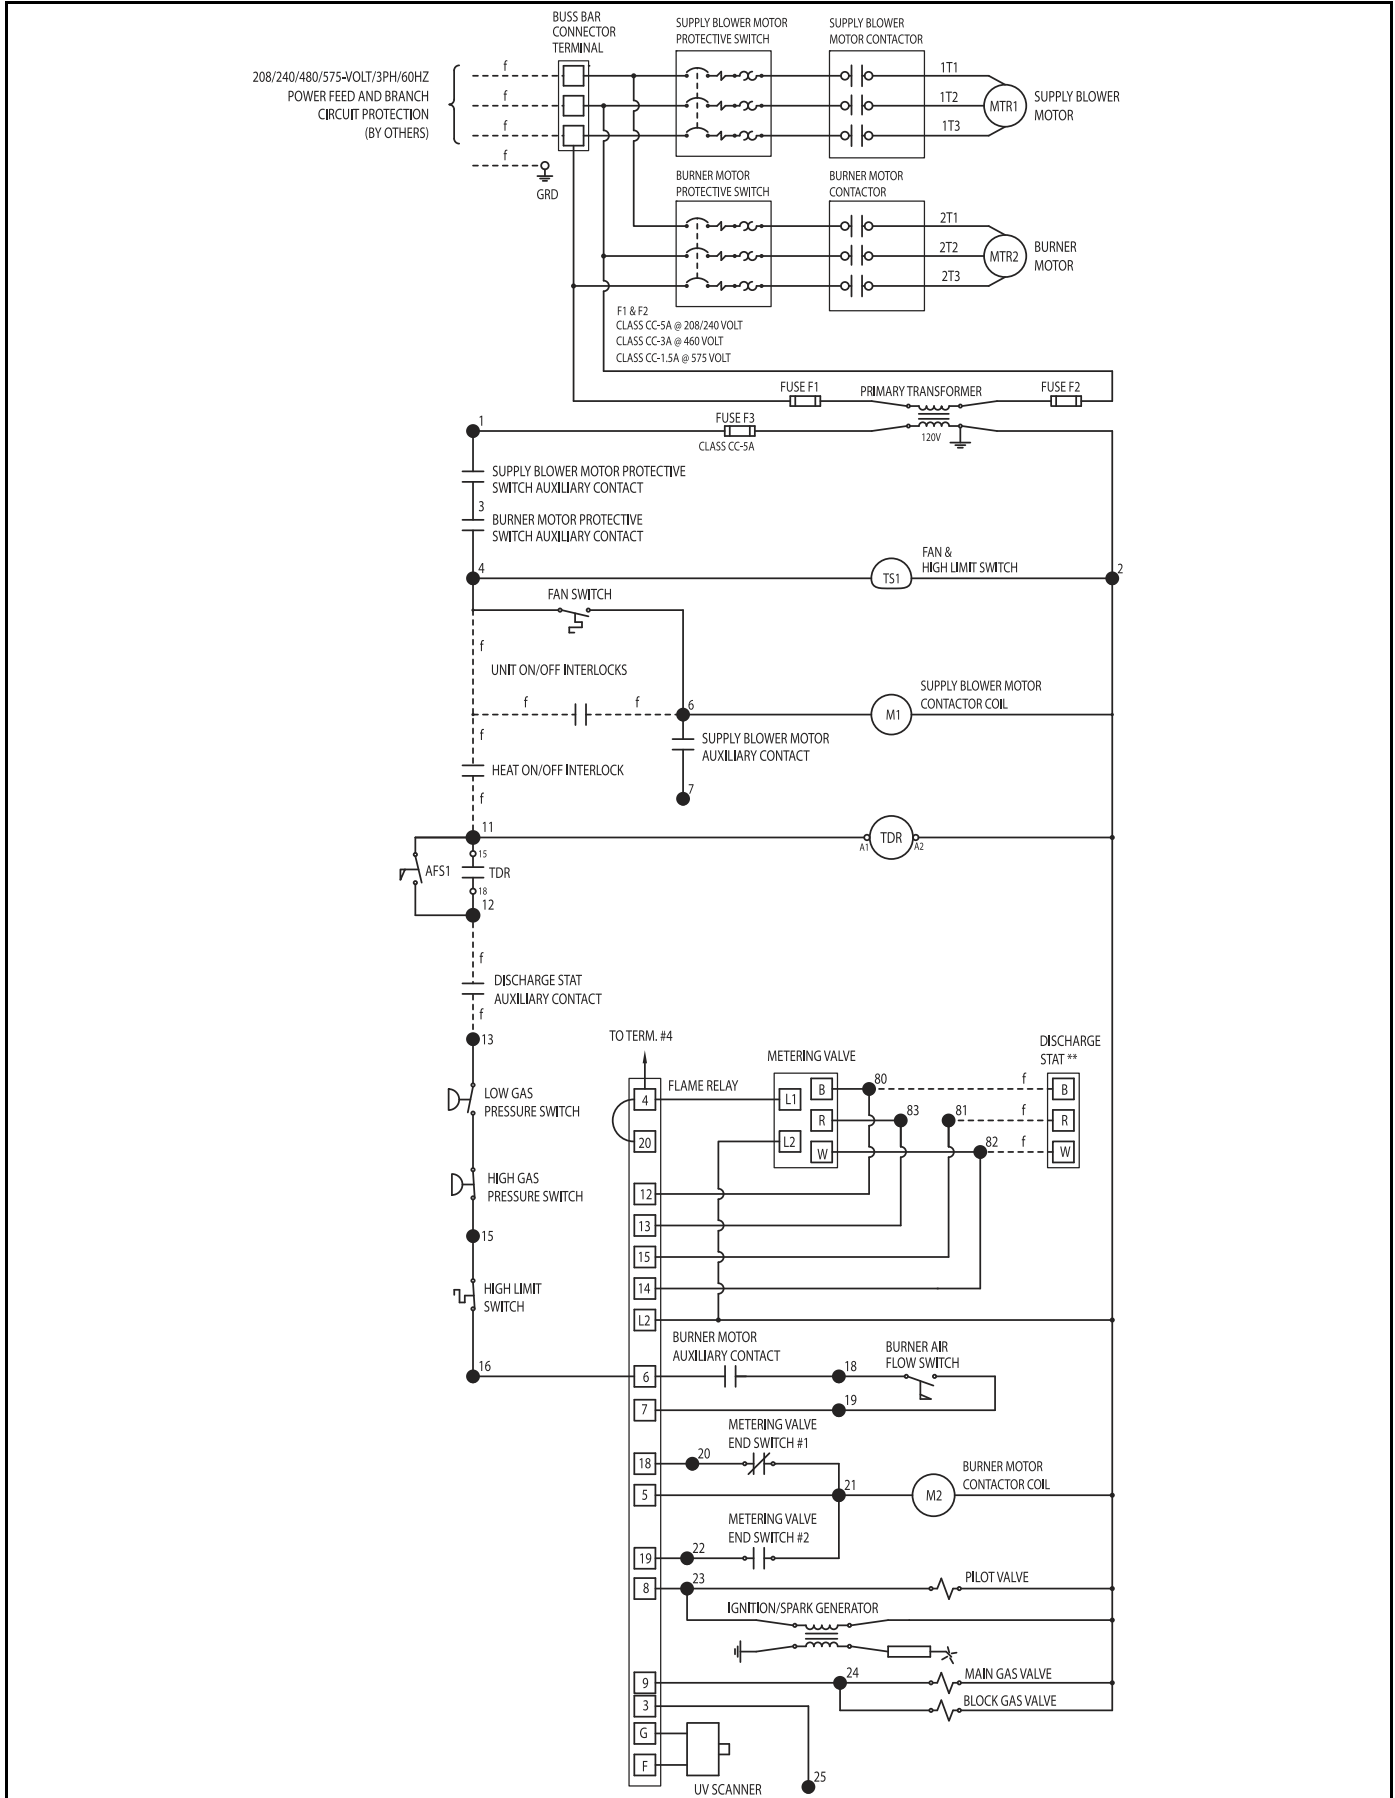 BUSS BAR
CONNECTOR
TERMINAL
SUPPLY BLOWER MOTOR
PROTECTIVE SWITCH
SUPPLY BLOWER
MOTOR CONTACTOR
208/240/480/575-VOLT/3PH/60HZ
POWER FEED AND BRANCH
CIRCUIT PROTECTION
(BY OTHERS)
f
f
f
f
GRD
1T1
1T2
1T3
MTR1
SUPPLY BLOWER
MOTOR
BURNER MOTOR
PROTECTIVE SWITCH
BURNER MOTOR
CONTACTOR
2T1
2T2
2T3
MTR2
BURNER
MOTOR
F1 & F2
CLASS CC-5A @ 208/240 VOLT
CLASS CC-3A @ 460 VOLT
CLASS CC-1.5A @ 575 VOLT
FUSE F1
PRIMARY TRANSFORMER
FUSE F2
1
FUSE F3
CLASS CC-5A
120V
SUPPLY BLOWER MOTOR PROTECTIVE
SWITCH AUXILIARY CONTACT
3
BURNER MOTOR PROTECTIVE
SWITCH AUXILIARY CONTACT
4
TS1
FAN &
HIGH LIMIT SWITCH
2
FAN SWITCH
f
UNIT ON/OFF INTERLOCKS
f
f
6
M1
SUPPLY BLOWER MOTOR
CONTACTOR COIL
f
SUPPLY BLOWER MOTOR
AUXILIARY CONTACT
HEAT ON/OFF INTERLOCK
f
7
11
A1
TDR
A2
15
AFS1
TDR
18
12
f
DISCHARGE STAT
AUXILIARY CONTACT
f
13
TO TERM. #4
FLAME RELAY
METERING VALVE
DISCHARGE
STAT **
LOW GAS
PRESSURE SWITCH
4
L1
B
80
f
B
R
83
81
f
R
20
L2
W
82
f
W
HIGH GAS
PRESSURE SWITCH
12
13
15
15
14
HIGH LIMIT
SWITCH
L2
BURNER MOTOR
AUXILIARY CONTACT
BURNER AIR
FLOW SWITCH
16
6
18
7
19
METERING VALVE
END SWITCH #1
18
20
5
21
M2
BURNER MOTOR
CONTACTOR COIL
METERING VALVE
END SWITCH #2
19
22
8
23
PILOT VALVE
IGNITION/SPARK GENERATOR
9
24
MAIN GAS VALVE
3
BLOCK GAS VALVE
G
F
UV SCANNER
25